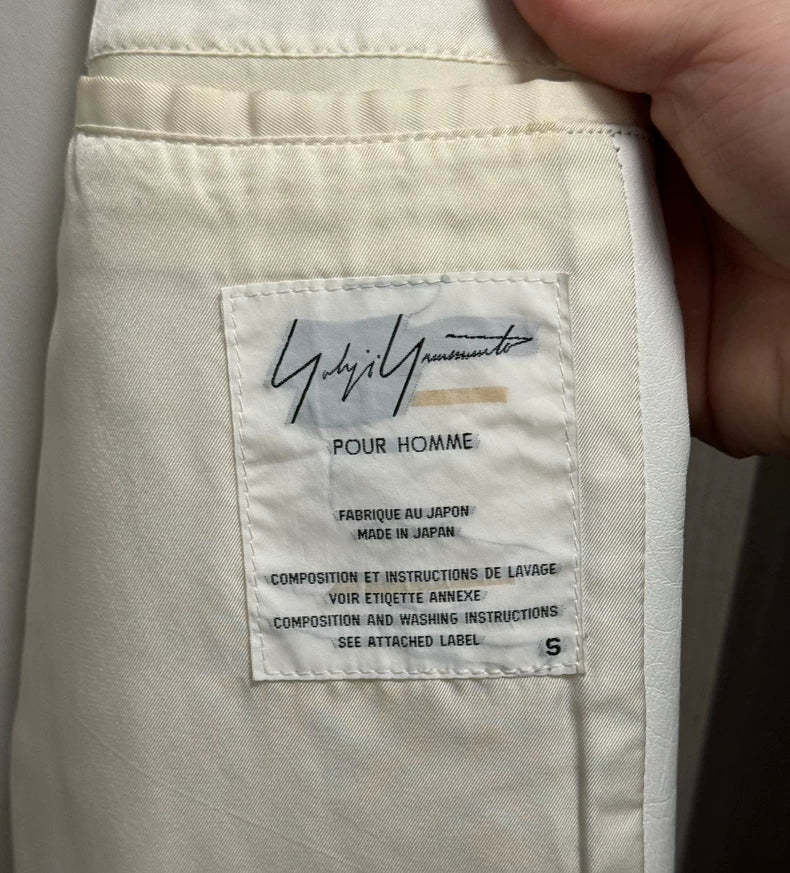 Yohji Yamamoto
POUR HOMME
FABRIQUE AU JAPON
MADE IN JAPAN
COMPOSITION ET INSTRUCTIONS DE LAVAGE
VOIR ETIQETTE ANNEXE
COMPOSITION AND WASHING INSTRUCTIONS
SEE ATTACHED LABEL
S